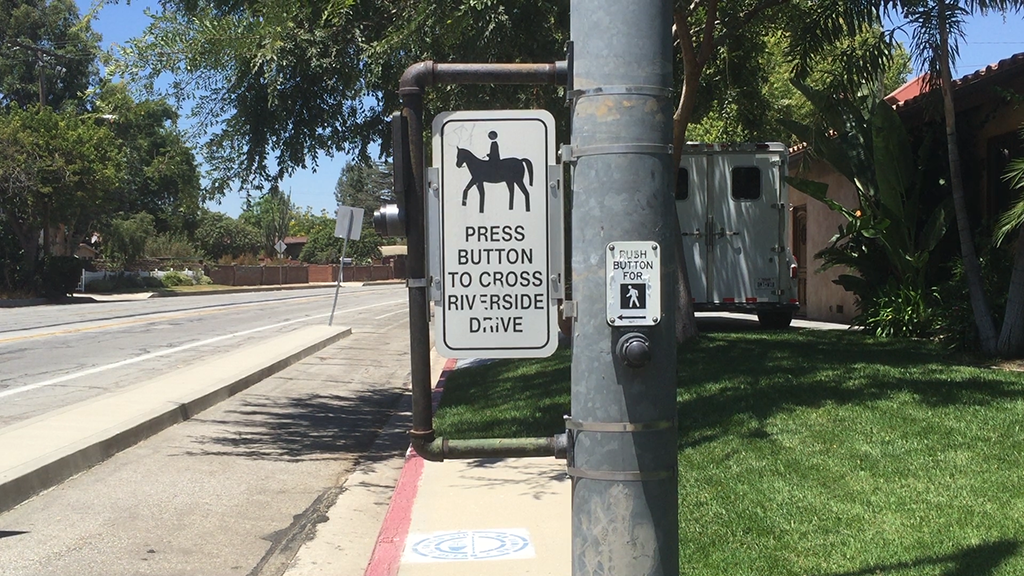 PRESS
BUTTON
TO CROSS
RIVERSIDE
DRIVE
PUSH
BUTTON
FOR